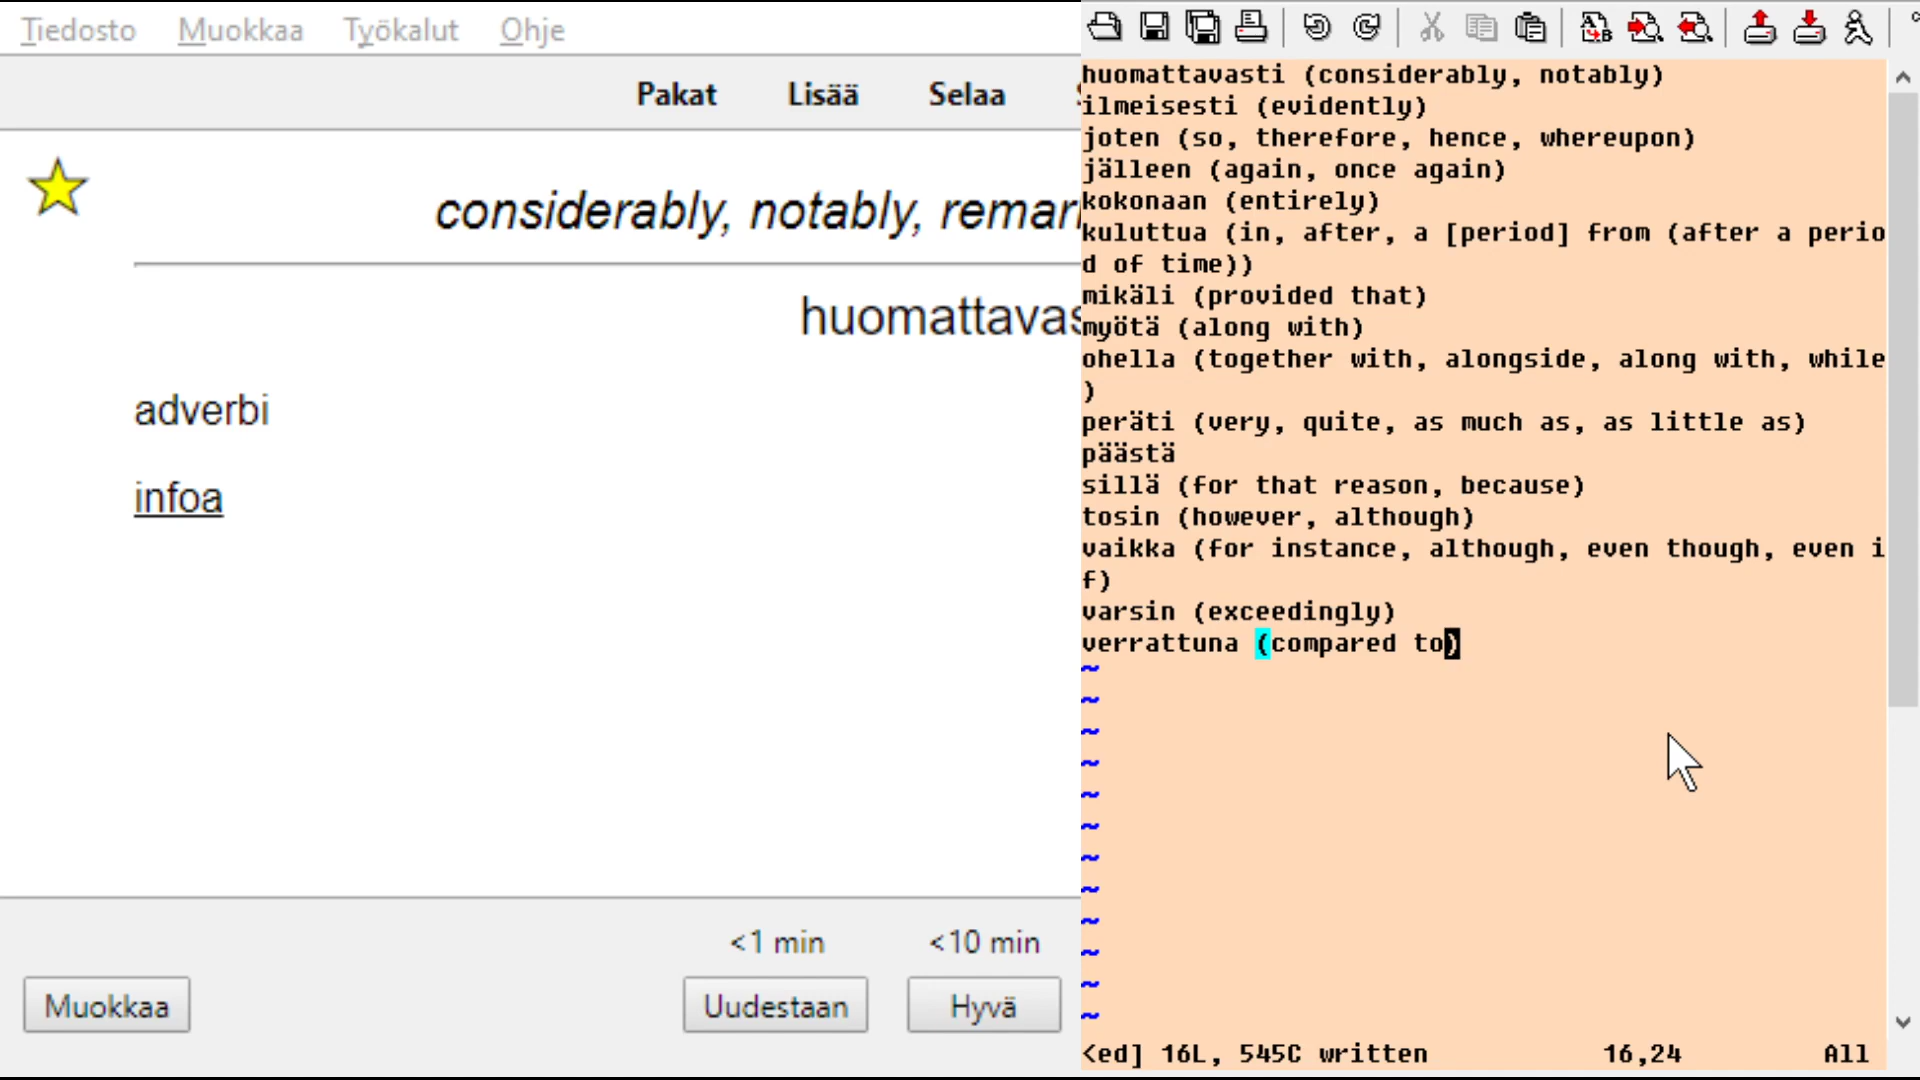 Tiedosto Muokkaa Työkalut Ohje
Pakat Lisää Selaa
considerably, notably,
adverbi
infoa
<1 min <10 min
Muokkaa Uudestaan Hyvä
huomattavasti (considerably, notably)
ilmeisesti (evidently)
joten (so, therefore, hence, whereupon)
jälleen (again, once again)
kokonaan (entirely)
kuluttua (in, after, a [period] from (after a perio
d of time))
mikäli (provided that)
myötä (along with)
ohella (together with, alongside, along with, while
)
peräti (very, quite, as much as, as little as)
päästä
sillä (for that reason, because)
tosin (however, although)
vaikka (for instance, although, even though, even i
f)
varsin (exceedingly)
verrattuna (compared to)
~
~
~
~
~
~
~
~
~
~
~
~
<ed] 16L, 545C written 16,24 All